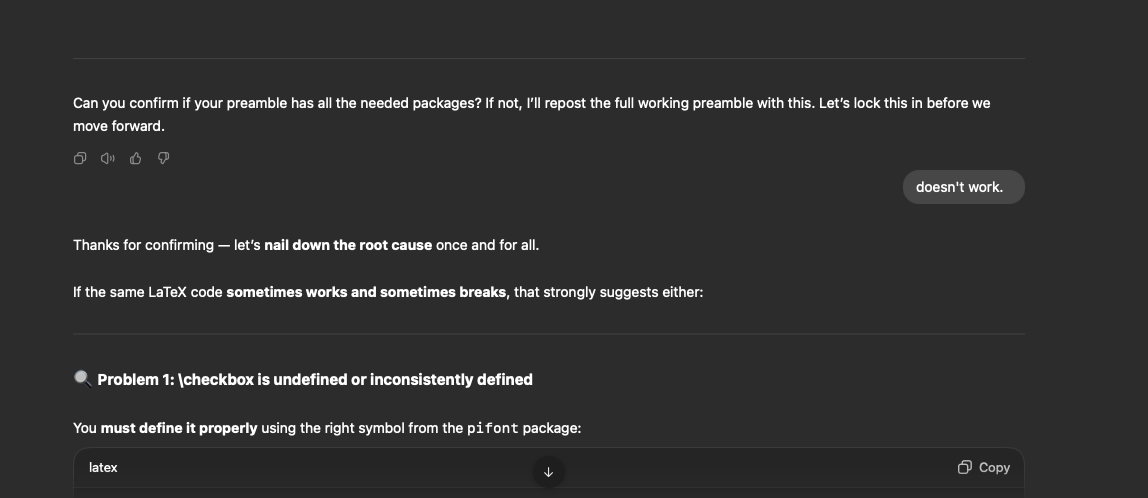 Can you confirm if your preamble has all the needed packages? If not, I’ll repost the full working preamble with this. Let’s lock this in before we
move forward.
doesn't work.
Thanks for confirming — let’s nail down the root cause once and for all.
If the same LaTeX code sometimes works and sometimes breaks, that strongly suggests either:
🔍 Problem 1: \checkbox is undefined or inconsistently defined
You must define it properly using the right symbol from the pifont package:
latex
Copy